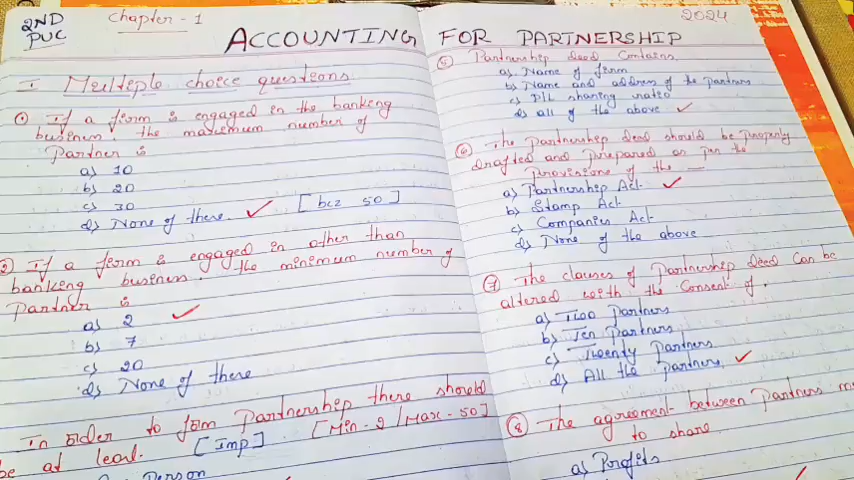 2ND
PUC
Chapter - 1
2024
ACCOUNTING FOR PARTNERSHIP
I Multiple choice questions
① If a firm is engaged in the banking
business the maximum number of
Partner is
a) 10
b) 20
c) 30
d) None of there ✓ [bcz 50]
② If a firm is engaged in other than
banking business. the minimum number of
Partner is
a) 2 ✓
b) 7
c) 20
d) None of there
In order to form Partnership there should
be at least. [Imp] [Min - 2 / Max - 50]
Person
⑤ Partnership deed Contains
a) Name of firm
b) Name and address of the partners
c) P/L sharing ratio
d) all of the above ✓
⑥ The Partnership deed should be properly
drafted and prepared as per the
provisions of the —
a) Partnership Act ✓
b) Stamp Act
c) Companies Act
d) None of the above
⑦ The clauses of Partnership deed can be
altered with the Consent of.
a) Two partners
b) Ten partners
c) Twenty partners
d) All the partners ✓
⑧ The agreement between Partners
to share
a) Profits